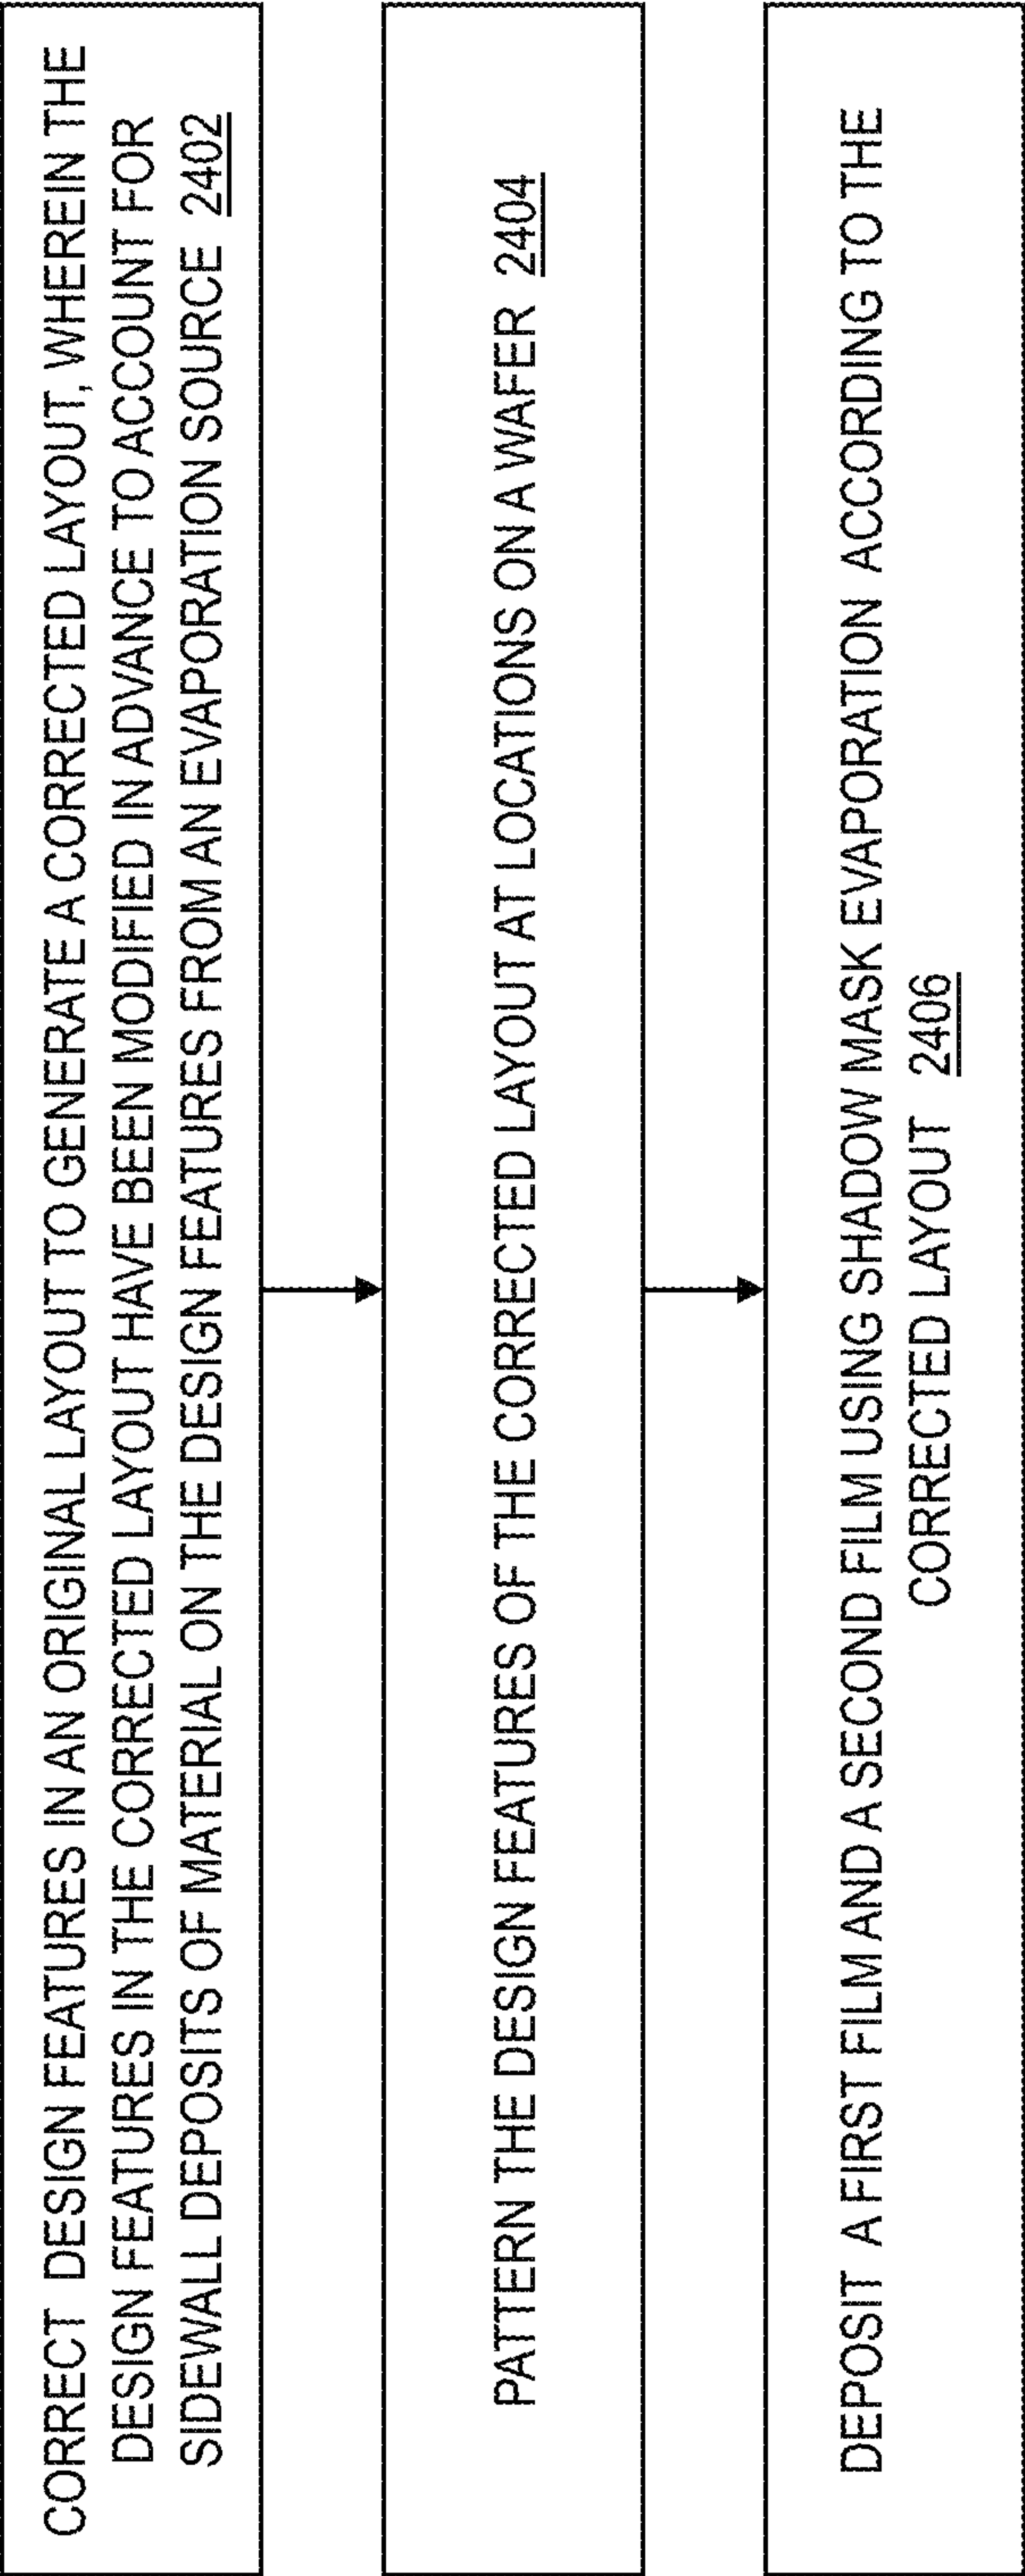 CORRECT DESIGN FEATURES IN AN ORIGINAL LAYOUT TO GENERATE A CORRECTED LAYOUT, WHEREIN THE
DESIGN FEATURES IN THE CORRECTED LAYOUT HAVE BEEN MODIFIED IN ADVANCE TO ACCOUNT FOR
SIDEWALL DEPOSITS OF MATERIAL ON THE DESIGN FEATURES FROM AN EVAPORATION SOURCE 2402
PATTERN THE DESIGN FEATURES OF THE CORRECTED LAYOUT AT LOCATIONS ON A WAFER 2404
DEPOSIT A FIRST FILM AND A SECOND FILM USING SHADOW MASK EVAPORATION ACCORDING TO THE
CORRECTED LAYOUT 2406